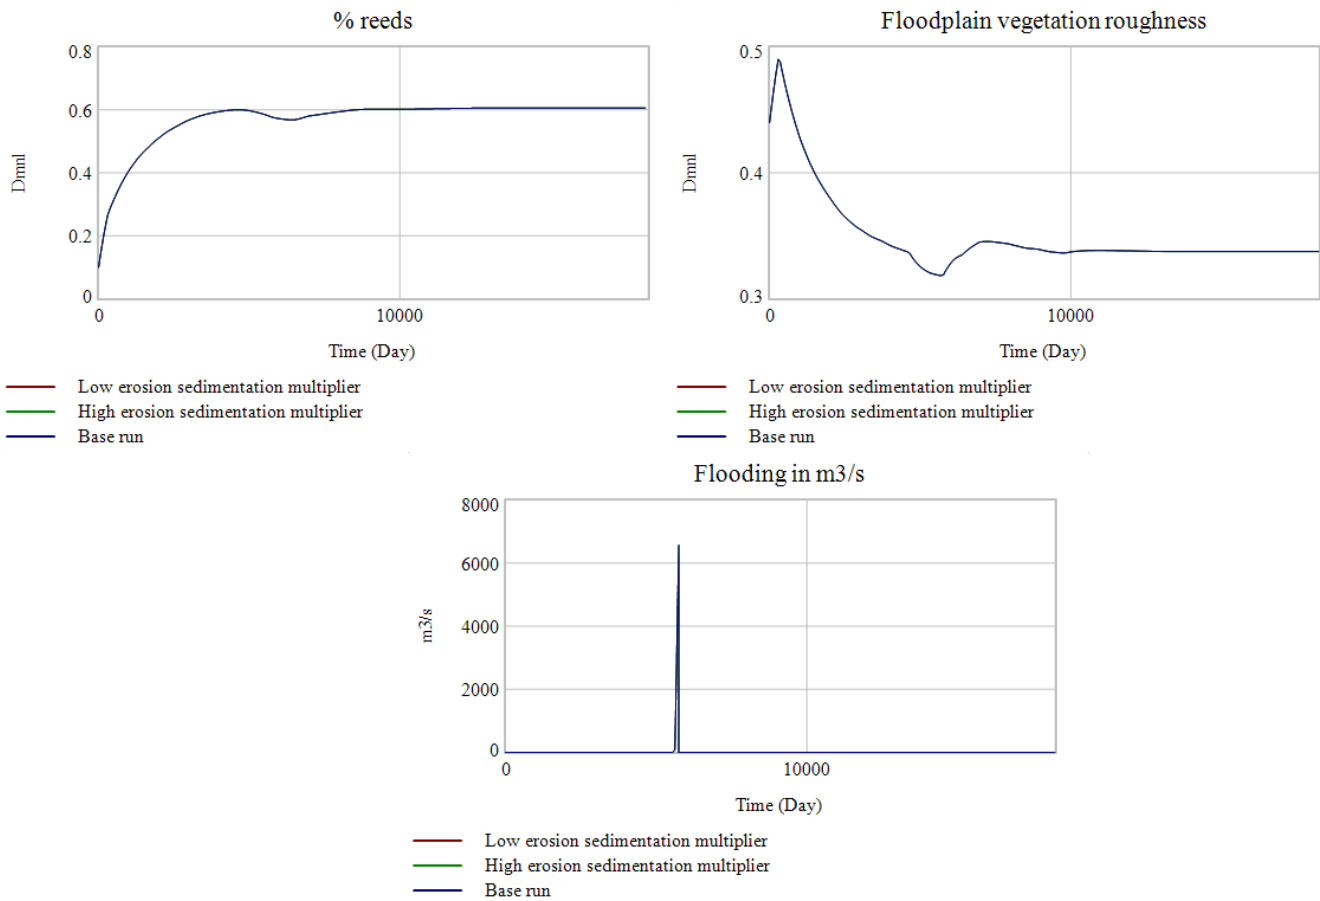 % reeds
0.8
0.6
0.4
0.2
0
Dmnl
0
10000
Time (Day)
Low erosion sedimentation multiplier
High erosion sedimentation multiplier
Base run
Floodplain vegetation roughness
0.5
0.4
0.3
Dmnl
0
10000
Time (Day)
Low erosion sedimentation multiplier
High erosion sedimentation multiplier
Base run
Flooding in m3/s
8000
6000
4000
2000
0
m3/s
0
10000
Time (Day)
Low erosion sedimentation multiplier
High erosion sedimentation multiplier
Base run